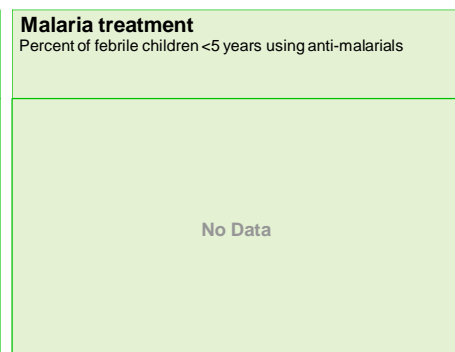 Malaria treatment
Percent of febrile children <5 years using anti-malarials
No Data